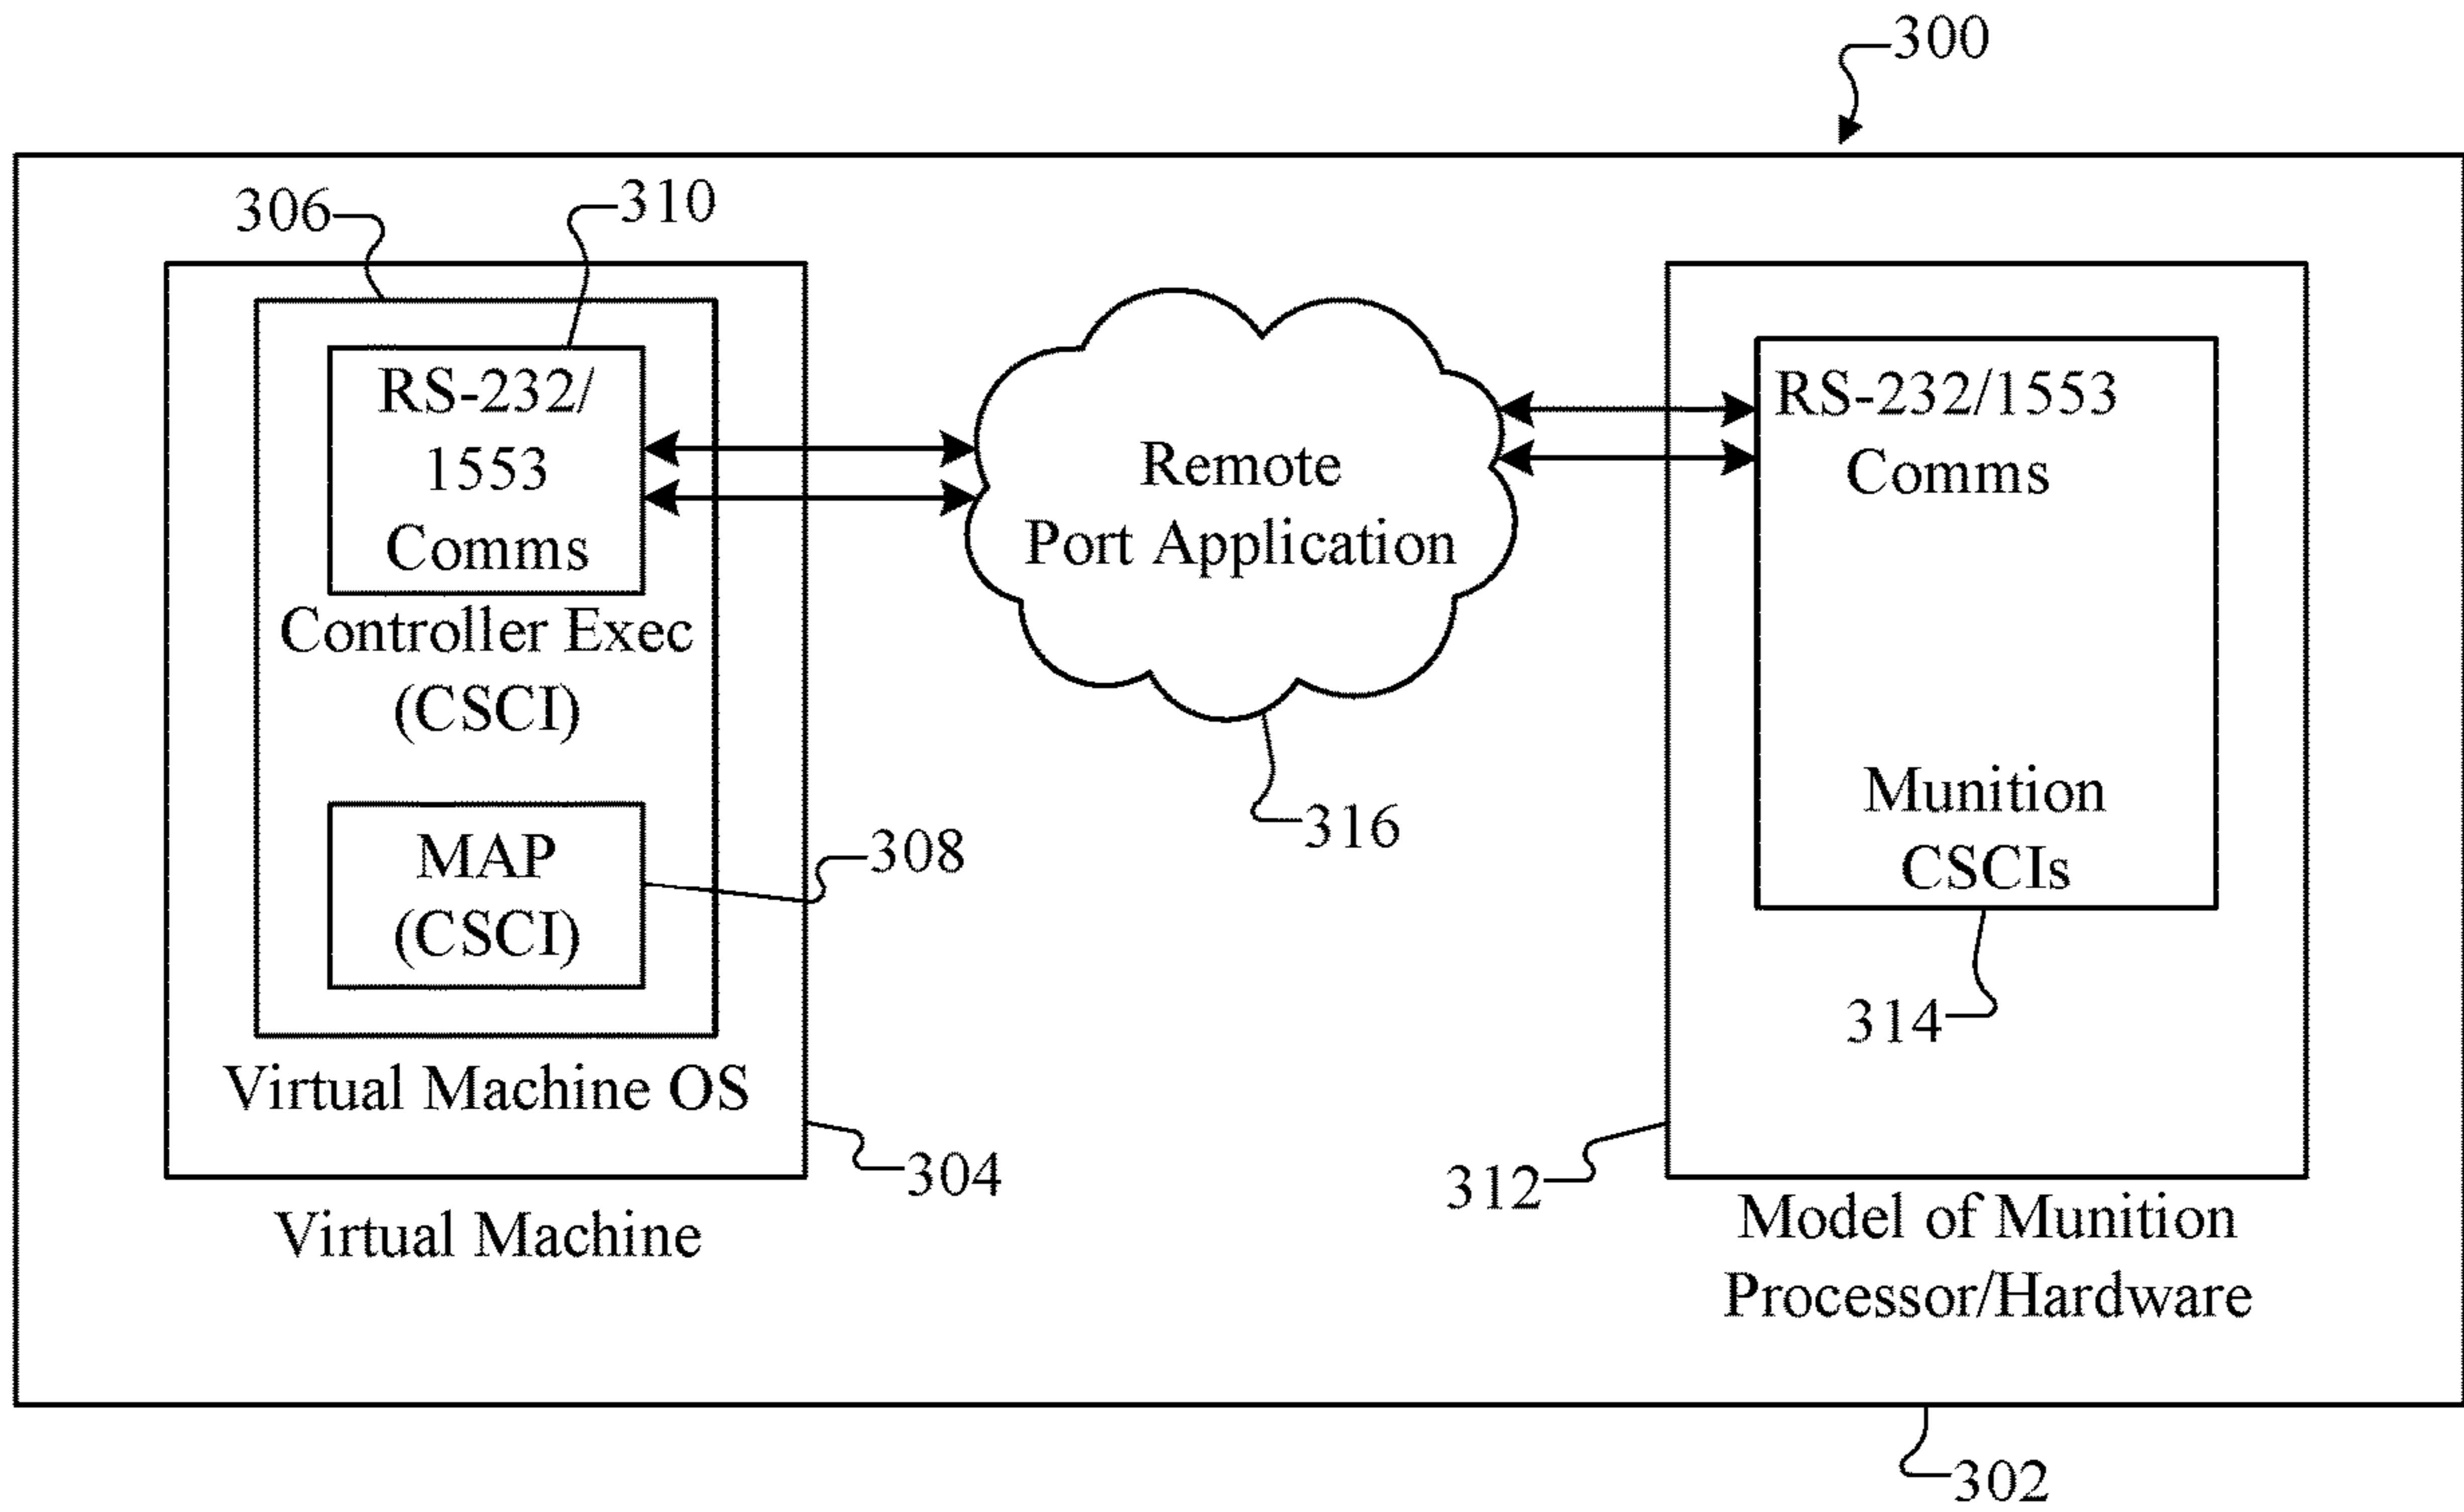 300
306
310
RS-232/
1553
Comms
Controller Exec
(CSCI)
MAP
(CSCI)
308
Virtual Machine OS
304
Virtual Machine
Remote
Port Application
316
RS-232/1553
Comms
Munition
CSCIs
314
312
Model of Munition
Processor/Hardware
302